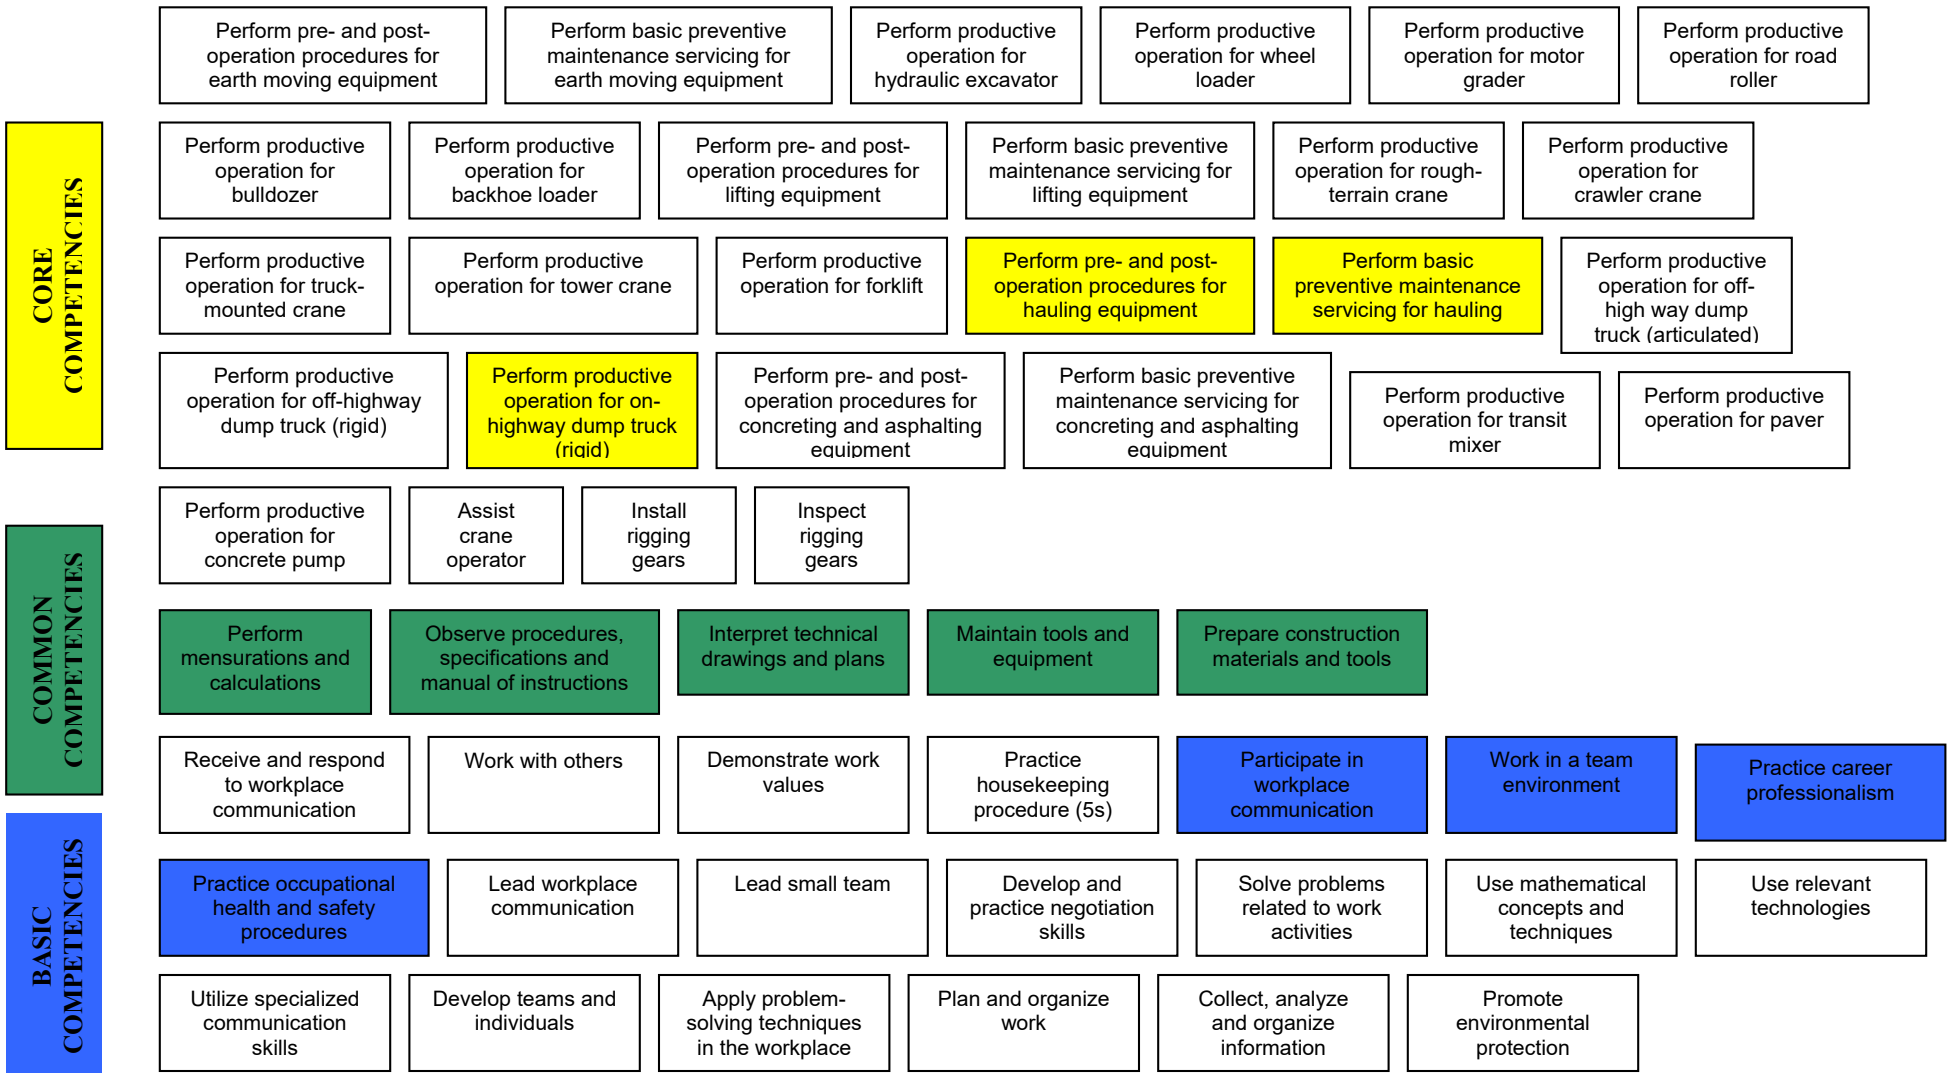 Perform pre- and post-
operation procedures for
earth moving equipment
Perform basic preventive
maintenance servicing for
earth moving equipment
Perform productive
operation for
hydraulic excavator
Perform productive
operation for wheel
loader
Perform productive
operation for motor
grader
Perform productive
operation for road
roller
CORE
COMPETENCIES
Perform productive
operation for
bulldozer
Perform productive
operation for
backhoe loader
Perform pre- and post-
operation procedures for
lifting equipment
Perform basic preventive
maintenance servicing for
lifting equipment
Perform productive
operation for rough-
terrain crane
Perform productive
operation for
crawler crane
Perform productive
operation for truck-
mounted crane
Perform productive
operation for tower crane
Perform productive
operation for forklift
Perform pre- and post-
operation procedures for
hauling equipment
Perform basic
preventive maintenance
servicing for hauling
Perform productive
operation for off-
high way dump
truck (articulated)
Perform productive
operation for off-highway
dump truck (rigid)
Perform productive
operation for on-
highway dump truck
(rigid)
Perform pre- and post-
operation procedures for
concreting and asphalting
equipment
Perform basic preventive
maintenance servicing for
concreting and asphalting
equipment
Perform productive
operation for transit
mixer
Perform productive
operation for paver
Perform productive
operation for
concrete pump
Assist
crane
operator
Install
rigging
gears
Inspect
rigging
gears
COMMON
COMPETENCIES
Perform
mensurations and
calculations
Observe procedures,
specifications and
manual of instructions
Interpret technical
drawings and plans
Maintain tools and
equipment
Prepare construction
materials and tools
Receive and respond
to workplace
communication
Work with others
Demonstrate work
values
Practice
housekeeping
procedure (5s)
Participate in
workplace
communication
Work in a team
environment
Practice career
professionalism
BASIC
COMPETENCIES
Practice occupational
health and safety
procedures
Lead workplace
communication
Lead small team
Develop and
practice negotiation
skills
Solve problems
related to work
activities
Use mathematical
concepts and
techniques
Use relevant
technologies
Utilize specialized
communication
skills
Develop teams and
individuals
Apply problem-
solving techniques
in the workplace
Plan and organize
work
Collect, analyze
and organize
information
Promote
environmental
protection